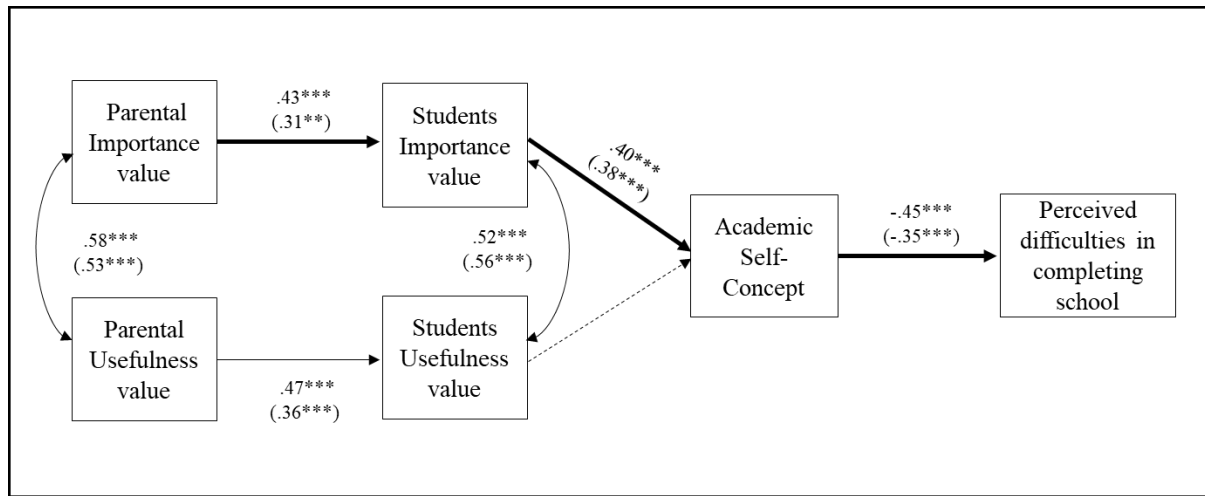 Parental
Importance
value
.43***
(.31**)
Students
Importance
value
.40***
(.38***)
.58***
(.53***)
.52***
(.56***)
Academic
Self-
Concept
-.45***
(-.35***)
Perceived
difficulties in
completing
school
Parental
Usefulness
value
.47***
(.36***)
Students
Usefulness
value